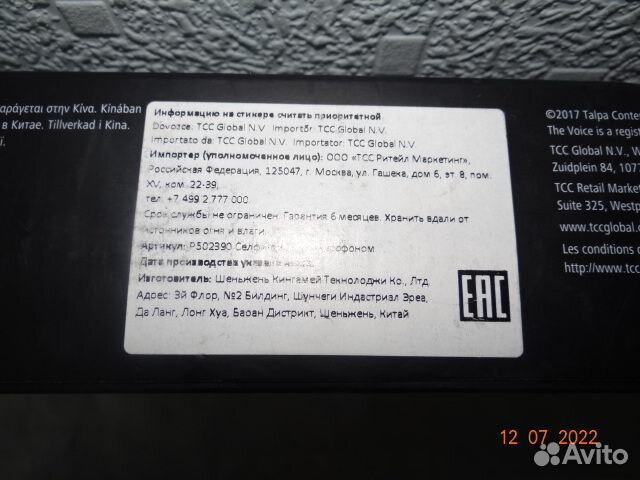 αράγεται στην Κίνα. Kínában
в Китае. Tillverkad i Kina.
Информацию на стикере считать приоритетной
Dovozce: TCC Global N.V. Importőr: TCC Global N.V.
Importato da: TCC Global N.V. Importator: TCC Global N.V.
Импортер (уполномоченное лицо): ООО «ТСС Ритейл Маркетинг»,
Российская Федерация, 125047, г. Москва, ул. Гашека, дом 6, эт. 8, пом.
XV, ком. 22-39,
тел. +7 499 2 777 000.
Срок службы не ограничен. Гарантия 6 месяцев. Хранить вдали от
источников огня и влаги.
Артикул: P502390
Дата производства
Изготовитель: Шеньжень Кингамей Текнолоджи Ко., Лтд
Адрес: 3й Флор, №2 Билдинг, Шунчеги Индастриал Эреа,
Да Ланг, Лонг Хуа, Баоан Дистрикт, Щеньжень, Китай
EAC
©2017 Talpa Conten
The Voice is a regist
TCC Global N.V., W
Zuidplein 84, 1077
TCC Retail Market
Suite 325, Westp
www.tccglobal.c
Les conditions d
http://www.tcc
12 07 2022
Avito